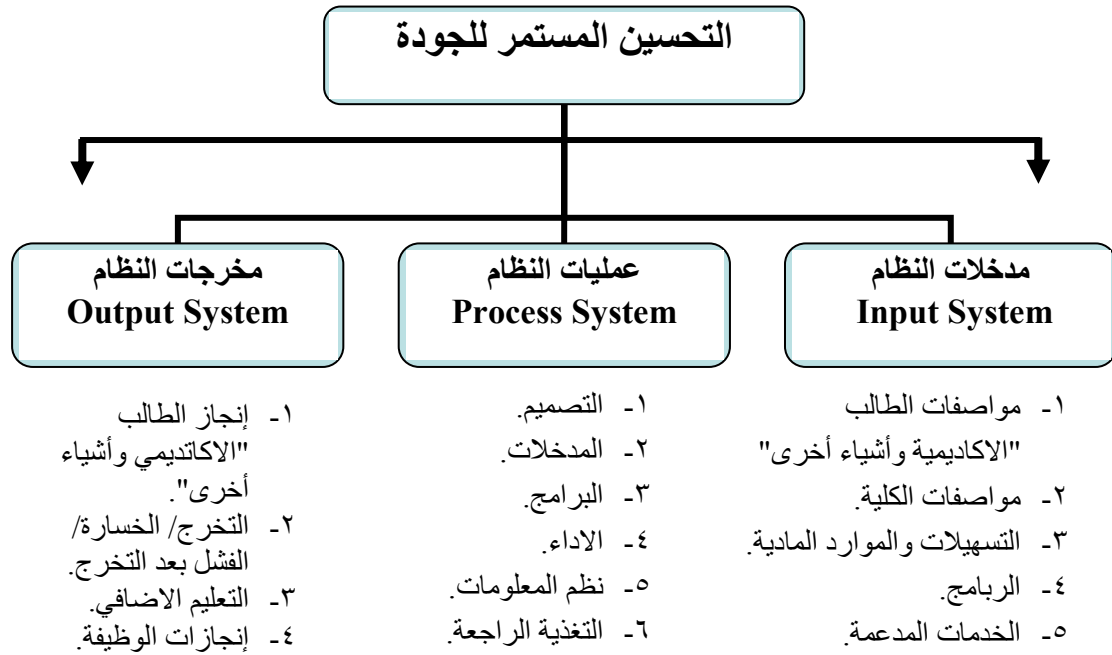 التحسين المستمر للجودة
مدخلات النظام
Input System
عمليات النظام
Process System
مخرجات النظام
Output System
١- مواصفات الطالب
"الاكاديمية وأشياء أخرى"
٢- مواصفات الكلية.
٣- التسهيلات والموارد المادية.
٤- الربامج.
٥- الخدمات المدعمة.
١- التصميم.
٢- المدخلات.
٣- البرامج.
٤- الاداء.
٥- نظم المعلومات.
٦- التغذية الراجعة.
١- إنجاز الطالب
"الاكاتديمي وأشياء
أخرى".
٢- التخرج/ الخسارة/
الفشل بعد التخرج.
٣- التعليم الاضافي.
٤- إنجازات الوظيفة.